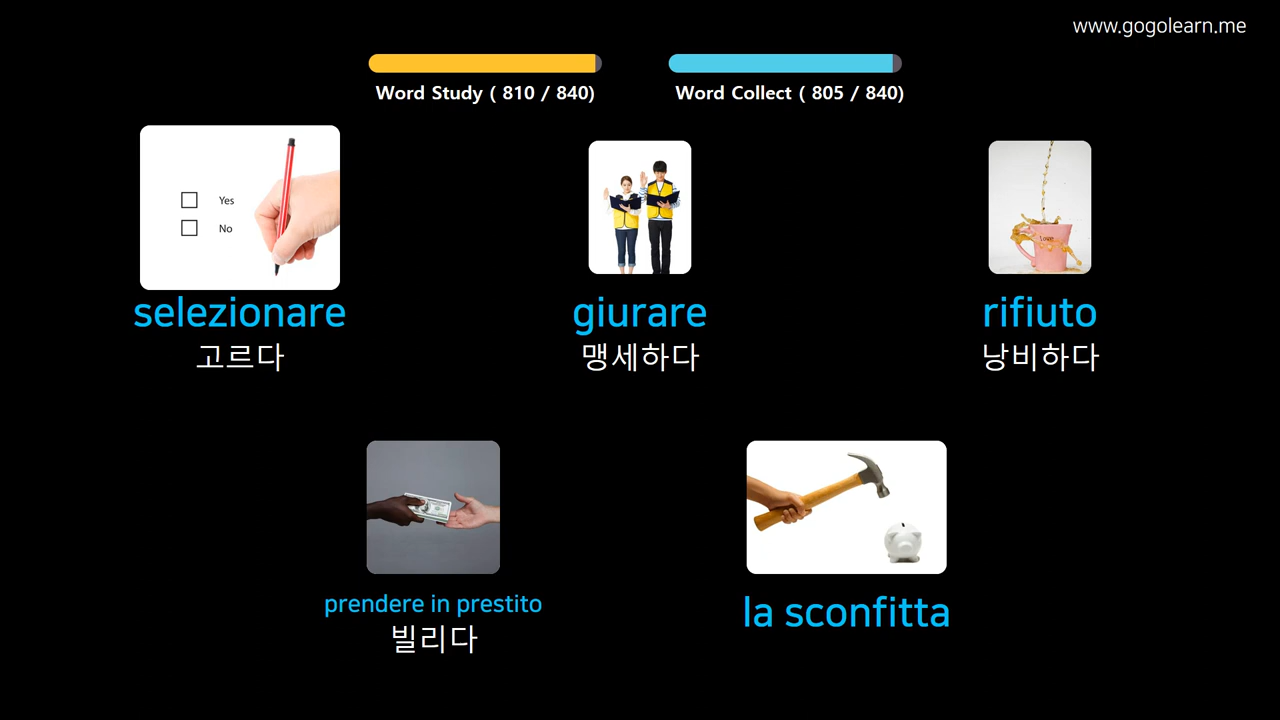 www.gogolearn.me
Word Study ( 810 / 840)
Word Collect ( 805 / 840)
Yes
No
Love
selezionare
고르다
giurare
맹세하다
rifiuto
낭비하다
prendere in prestito
빌리다
la sconfitta